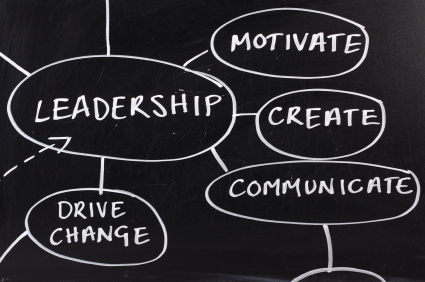 MOTIVATE
LEADERSHIP
CREATE
COMMUNICATE
DRIVE
CHANGE